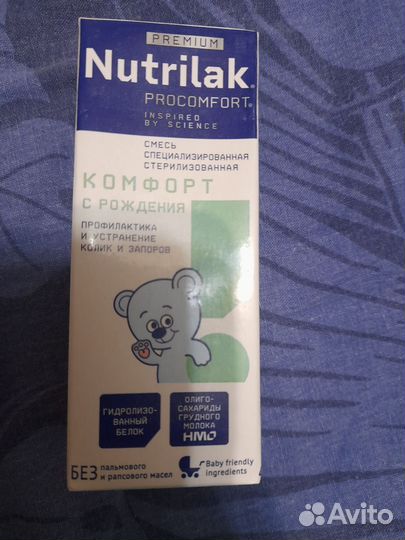 PREMIUM
Nutrilak®
PROCOMFORT®
INSPIRED
BY SCIENCE
СМЕСЬ
СПЕЦИАЛИЗИРОВАННАЯ
СТЕРИЛИЗОВАННАЯ
КОМФОРТ
С РОЖДЕНИЯ
ПРОФИЛАКТИКА
И УСТРАНЕНИЕ
КОЛИК И ЗАПОРОВ
ГИДРОЛИЗО-
ВАННЫЙ
БЕЛОК
ОЛИГО-
САХАРИДЫ
ГРУДНОГО
МОЛОКА
HMO
БЕЗ пальмового
и рапсового масел
Baby friendly
ingredients
Avito